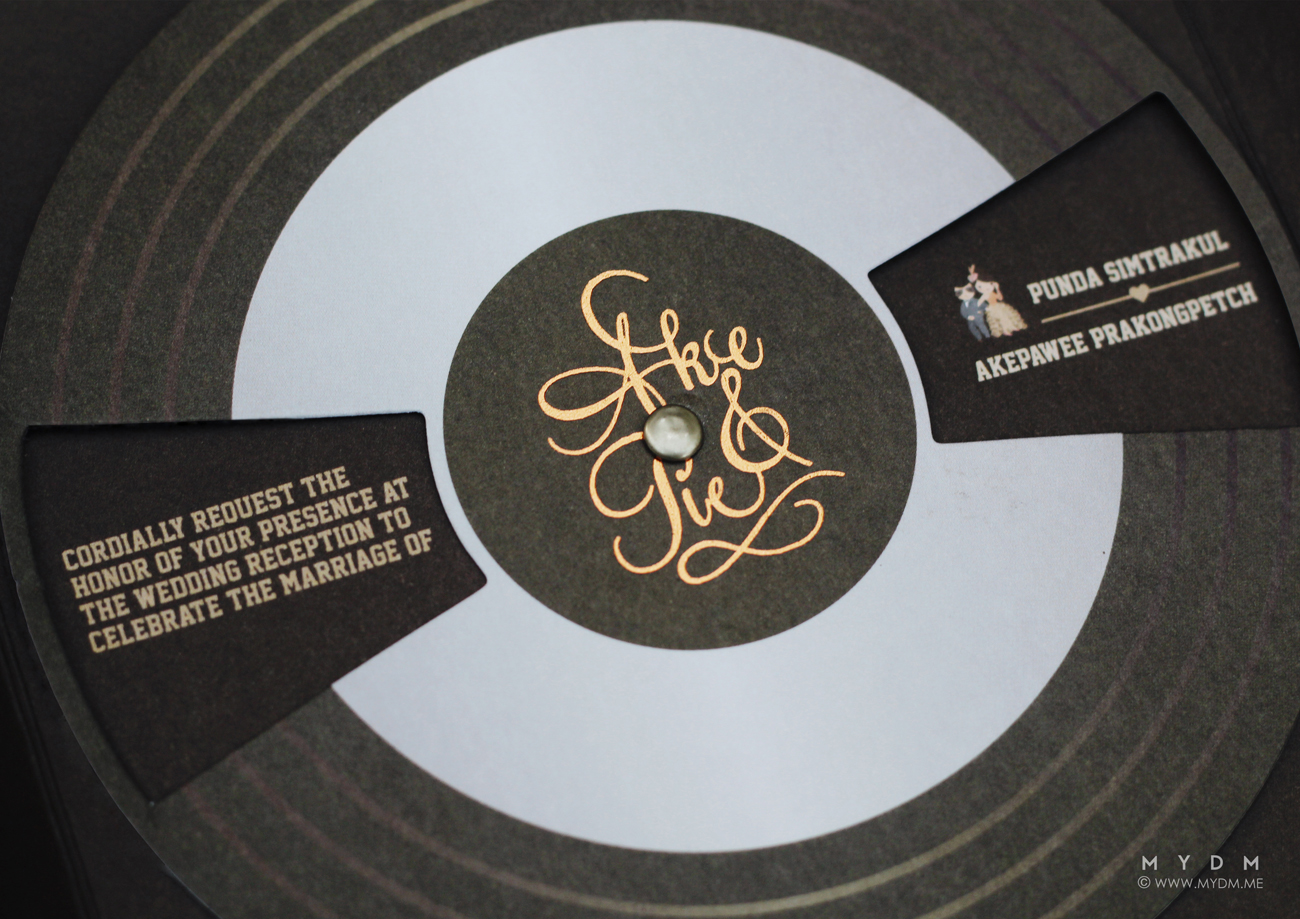 Akie
&
Pie
CORDIALLY REQUEST THE
HONOR OF YOUR PRESENCE AT
THE WEDDING RECEPTION TO
CELEBRATE THE MARRIAGE OF
PUNDA SIMTRAKUL
AKEPAWEE PRAKONGPETCH
MYDM
© WWW.MYDM.ME